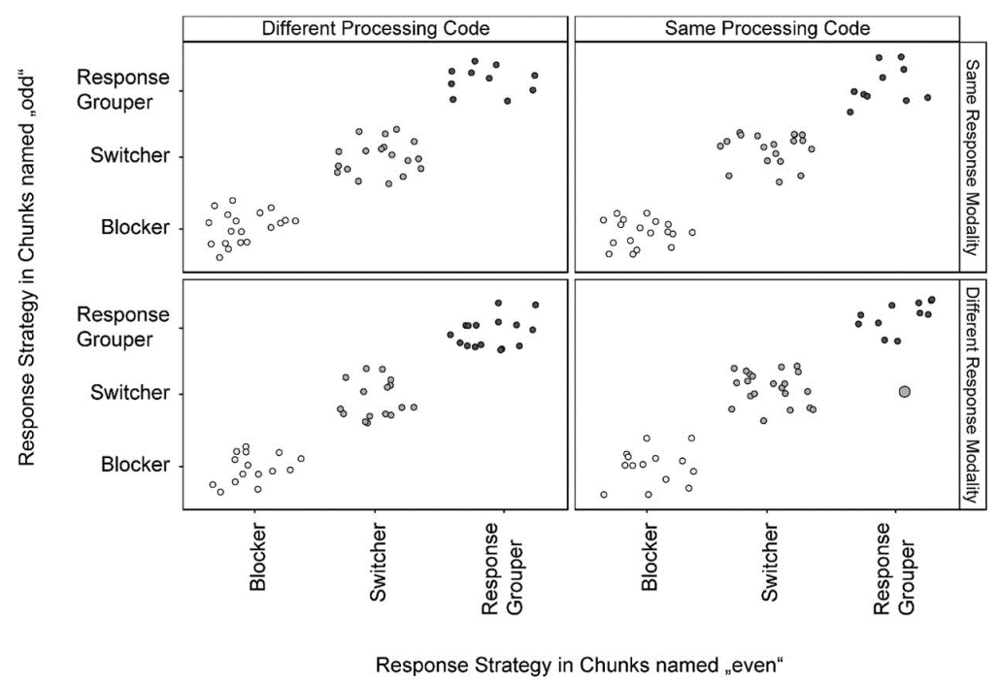 Different Processing Code
Same Processing Code
Response Strategy in Chunks named „odd“
Response
Grouper
Switcher
Blocker
Same Response Modality
Response
Grouper
Switcher
Blocker
Different Response Modality
Blocker
Switcher
Response
Grouper
Blocker
Switcher
Response
Grouper
Response Strategy in Chunks named „even“